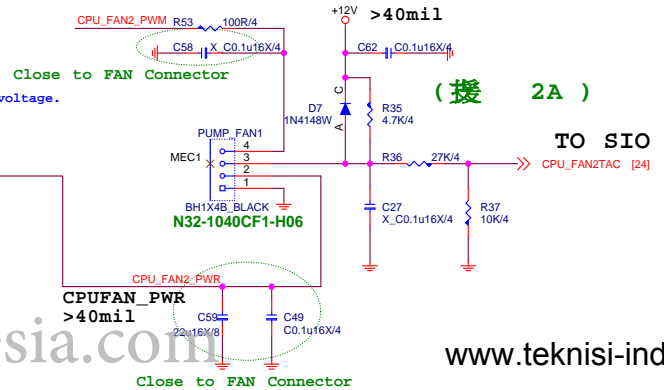 +12V
>40mil
CPU_FAN2_PWM
R53
100R/4
C58
X_C0.1u16X/4
C62
C0.1u16X/4
Close to FAN Connector
voltage.
D7
1N4148W
C
A
R35
4.7K/4
(援 2A )
PUMP_FAN1
MEC1
4
3
2
1
R36
27K/4
TO SIO
CPU_FAN2TAC [24]
BH1X4B_BLACK
N32-1040CF1-H06
C27
X_C0.1u16X/4
R37
10K/4
CPU_FAN2_PWR
CPUFAN_PWR
>40mil
C59
22u16X/8
C49
C0.1u16X/4
sia.com
www.teknisi-ind
Close to FAN Connector